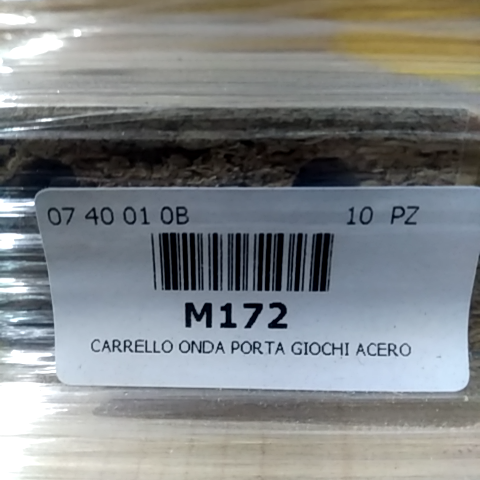 07 40 01 0B 10 PZ
M172
CARRELLO ONDA PORTA GIOCHI ACERO